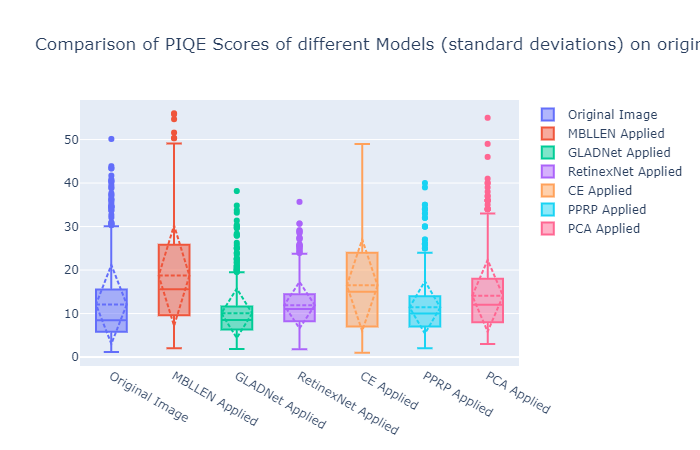 Comparison of PIQE Scores of different Models (standard deviations) on
50
40
30
20
10
0
Original Image
MBLLEN Applied
GLADNet Applied
RetinexNet Applied
CE Applied
PPRP Applied
PCA Applied
Original Image
MBLLEN Applied
GLADNet Applied
RetinexNet Applied
CE Applied
PPRP Applied
PCA Applied